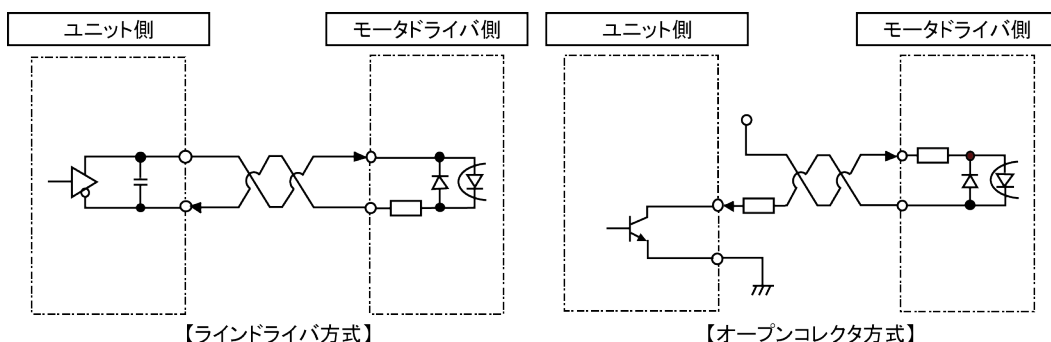 ユニット側
モータドライバ側
ユニット側
モータドライバ側
【ラインドライバ方式】
【オープンコレクタ方式】